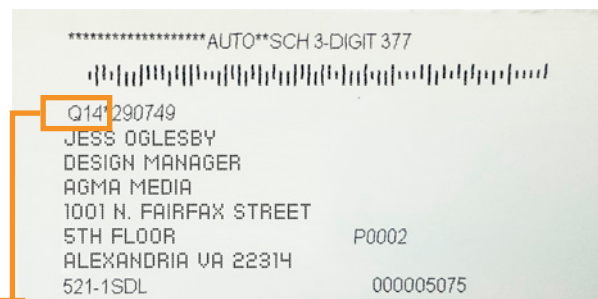 *******************AUTO**SCH 3-DIGIT 377
Q14*290749
JESS OGLESBY
DESIGN MANAGER
AGMA MEDIA
1001 N. FAIRFAX STREET
5TH FLOOR P0002
ALEXANDRIA VA 22314
521-1SDL 000005075